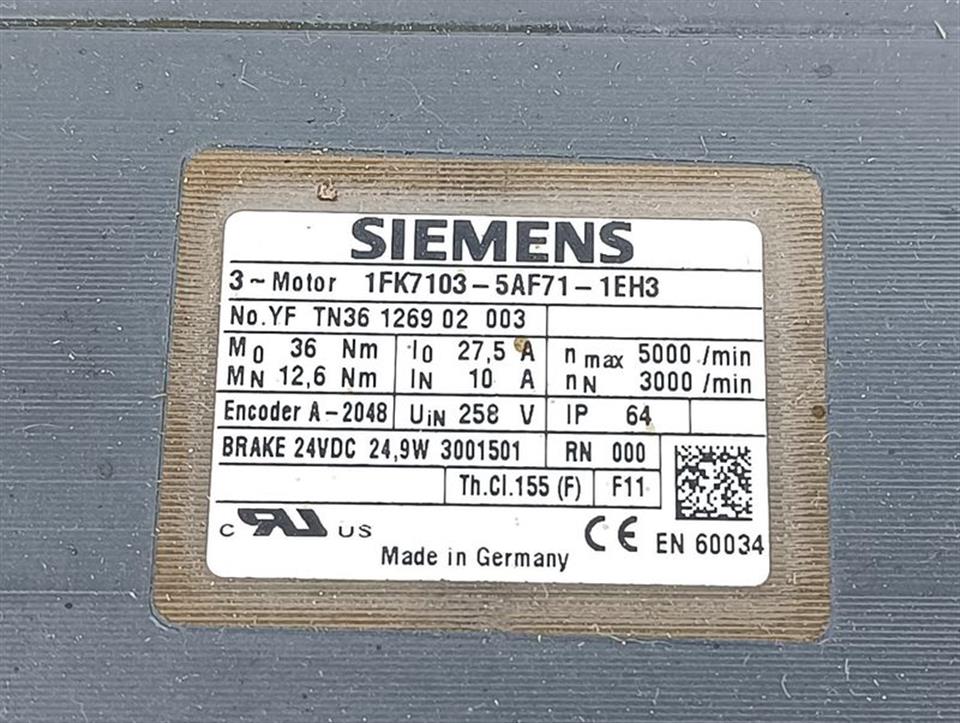 SIEMENS
3~Motor 1FK7103-5AF71-1EH3
No.YF TN36 1269 02 003
M0 36 Nm I0 27,5 A n max 5000 /min
MN 12,6 Nm IN 10 A nN 3000 /min
Encoder A-2048 UiN 258 V IP 64
BRAKE 24VDC 24,9W 3001501 RN 000
Th.Cl.155 (F) F11
C RU US CE EN 60034
Made in Germany